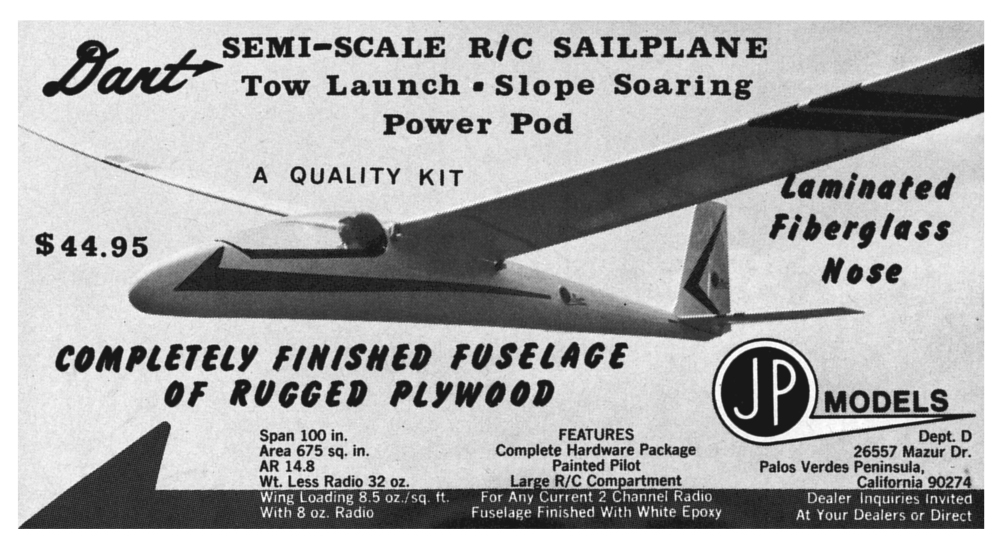 Dart
SEMI-SCALE R/C SAILPLANE
Tow Launch ▪ Slope Soaring
Power Pod
A QUALITY KIT
$44.95
Laminated
Fiberglass
Nose
COMPLETELY FINISHED FUSELAGE
OF RUGGED PLYWOOD
JP MODELS
Span 100 in.
Area 675 sq. in.
AR 14.8
Wt. Less Radio 32 oz.
Wing Loading 8.5 oz./sq. ft.
With 8 oz. Radio
FEATURES
Complete Hardware Package
Painted Pilot
Large R/C Compartment
For Any Current 2 Channel Radio
Fuselage Finished With White Epoxy
Dept. D
26557 Mazur Dr.
Palos Verdes Peninsula,
California 90274
Dealer Inquiries Invited
At Your Dealers or Direct